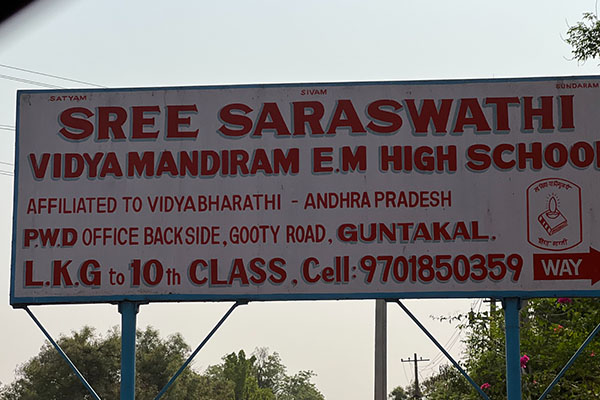 SATYAM SIVAM SUNDARAM
SREE SARASWATHI
VIDYA MANDIRAM E.M HIGH SCHOOL
AFFILIATED TO VIDYABHARATHI - ANDHRA PRADESH
P.W.D OFFICE BACKSIDE, GOOTY ROAD, GUNTAKAL.
L.K.G to 10th CLASS, Cell: 9701850359
WAY